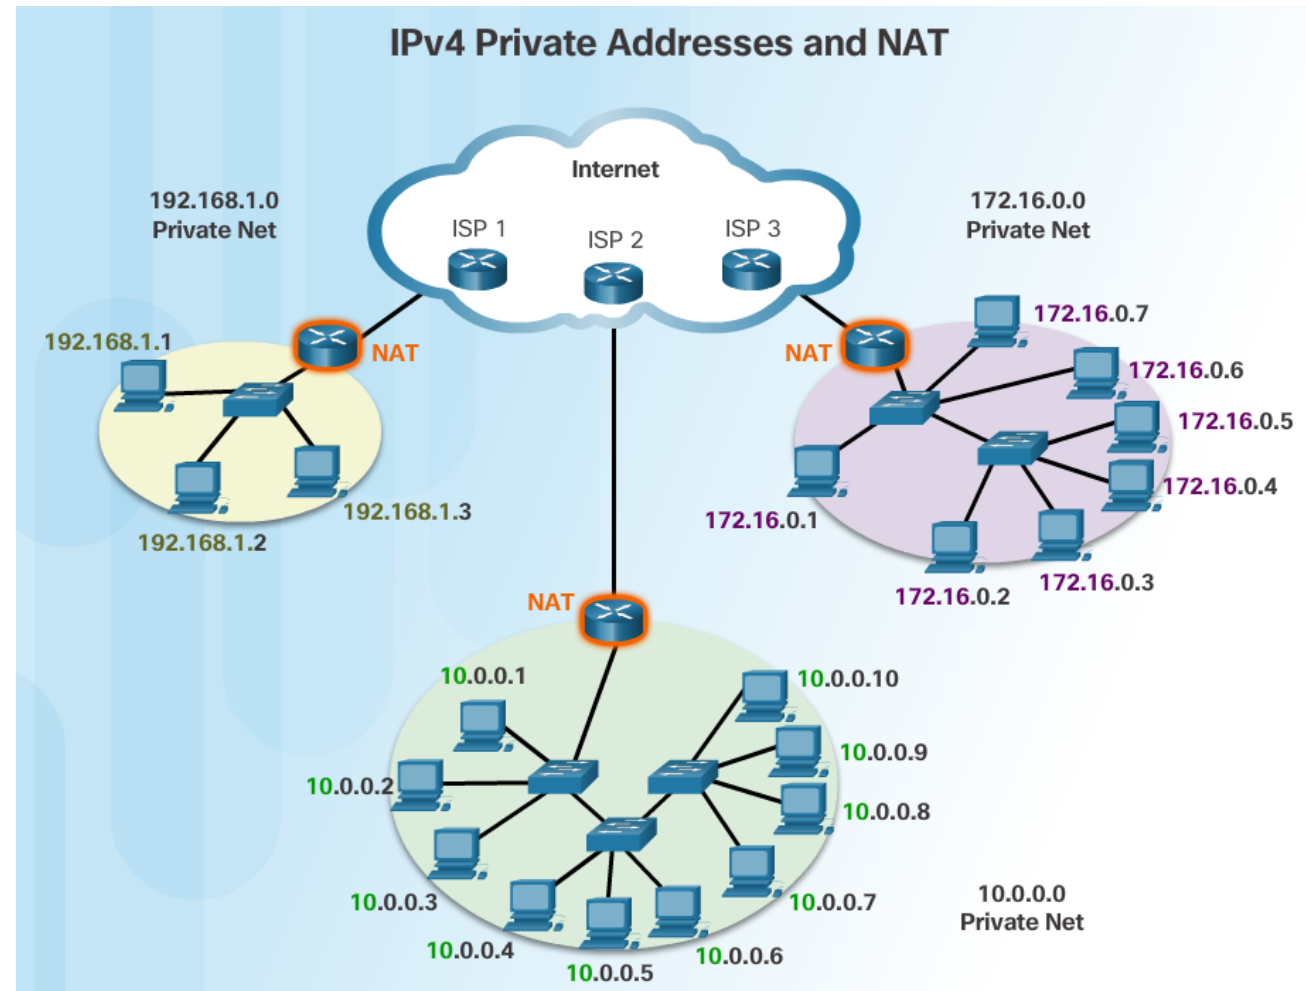 IPv4 Private Addresses and NAT
Internet
ISP 1
ISP 2
ISP 3
192.168.1.0
Private Net
NAT
192.168.1.1
192.168.1.2
192.168.1.3
172.16.0.0
Private Net
NAT
172.16.0.7
172.16.0.6
172.16.0.5
172.16.0.4
172.16.0.3
172.16.0.2
172.16.0.1
NAT
10.0.0.1
10.0.0.2
10.0.0.3
10.0.0.4
10.0.0.5
10.0.0.6
10.0.0.7
10.0.0.8
10.0.0.9
10.0.0.10
10.0.0.0
Private Net